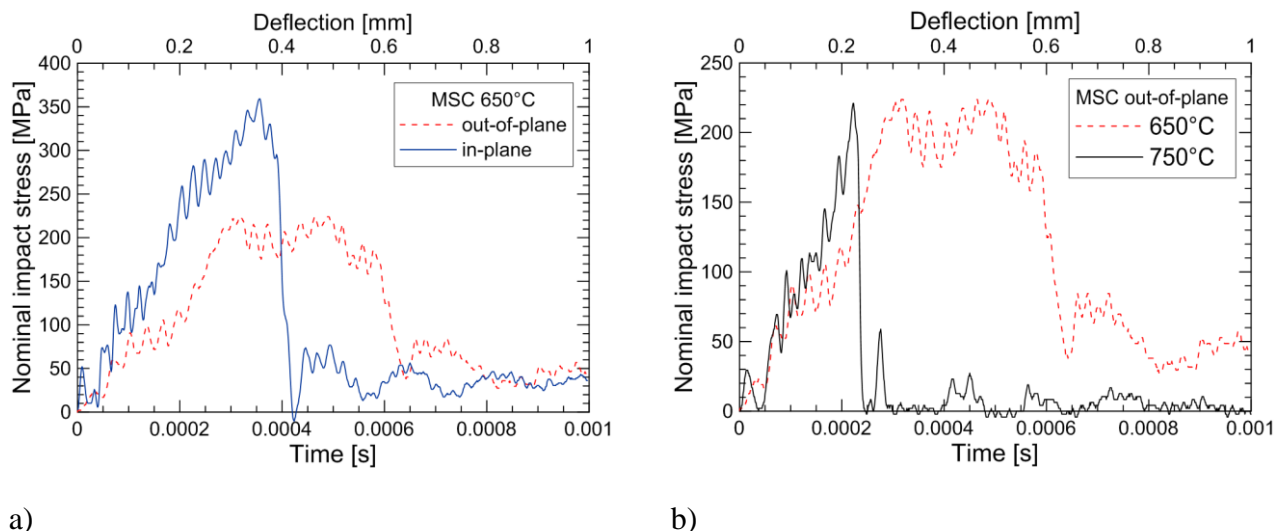 Deflection [mm]
0 0.2 0.4 0.6 0.8 1
400
350
300
250
200
150
100
50
0
Nominal impact stress [MPa]
MSC 650°C
out-of-plane
in-plane
0 0.0002 0.0004 0.0006 0.0008 0.001
Time [s]
a)
Deflection [mm]
0 0.2 0.4 0.6 0.8 1
250
200
150
100
50
0
Nominal impact stress [MPa]
MSC out-of-plane
650°C
750°C
0 0.0002 0.0004 0.0006 0.0008 0.001
Time [s]
b)